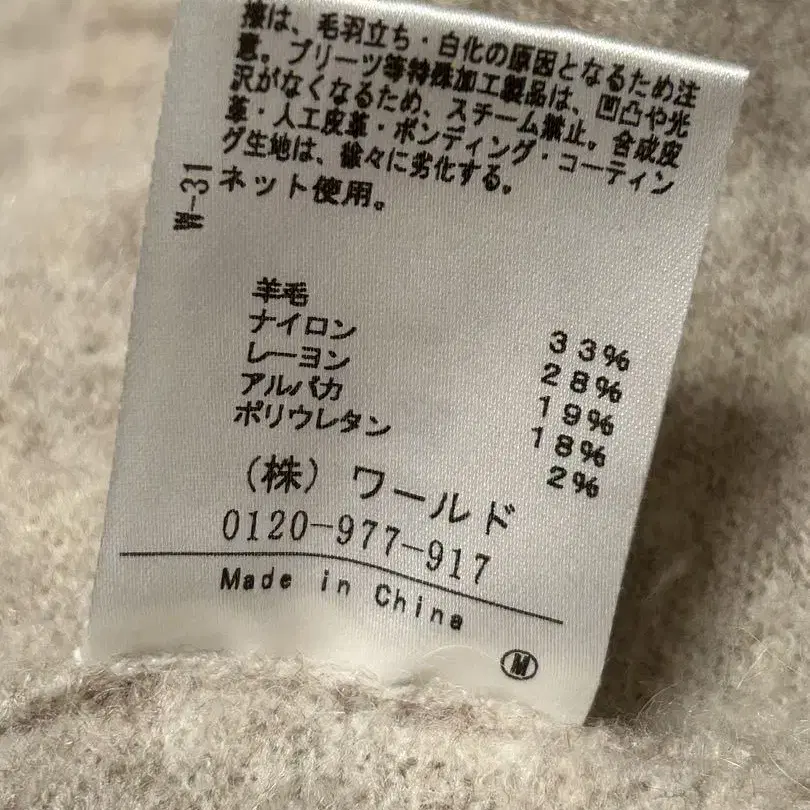 擦は、毛羽立ち・白化の原因となるため注
意。プリーツ等特殊加工製品は、凹凸や光
沢がなくなるため、スチーム禁止。合成皮
革・人工皮革・ボンディング・コーティン
グ生地は、徐々に劣化する。
ネット使用。
W-31
羊毛 33%
ナイロン 28%
レーヨン 19%
アルパカ 18%
ポリウレタン 2%
(株) ワールド
0120-977-917
Made in China
M